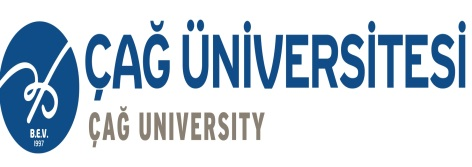 ÇAĞ ÜNİVERSİTESİ
ÇAĞ UNIVERSITY
B.E.V.
1997